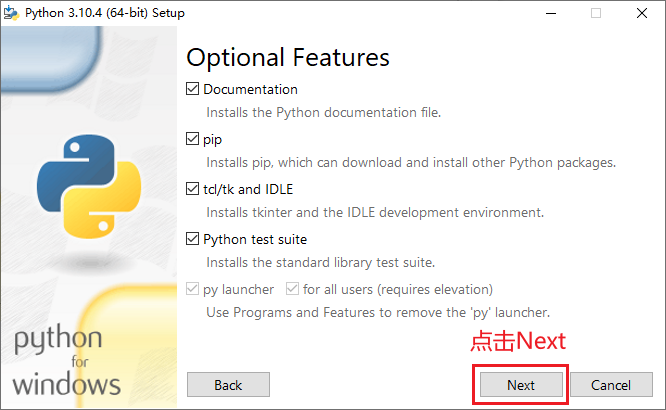 Python 3.10.4 (64-bit) Setup
Optional Features
Documentation
Installs the Python documentation file.
pip
Installs pip, which can download and install other Python packages.
tcl/tk and IDLE
Installs tkinter and the IDLE development environment.
Python test suite
Installs the standard library test suite.
py launcher for all users (requires elevation)
Use Programs and Features to remove the 'py' launcher.
点击Next
python
for
windows
Back Next Cancel